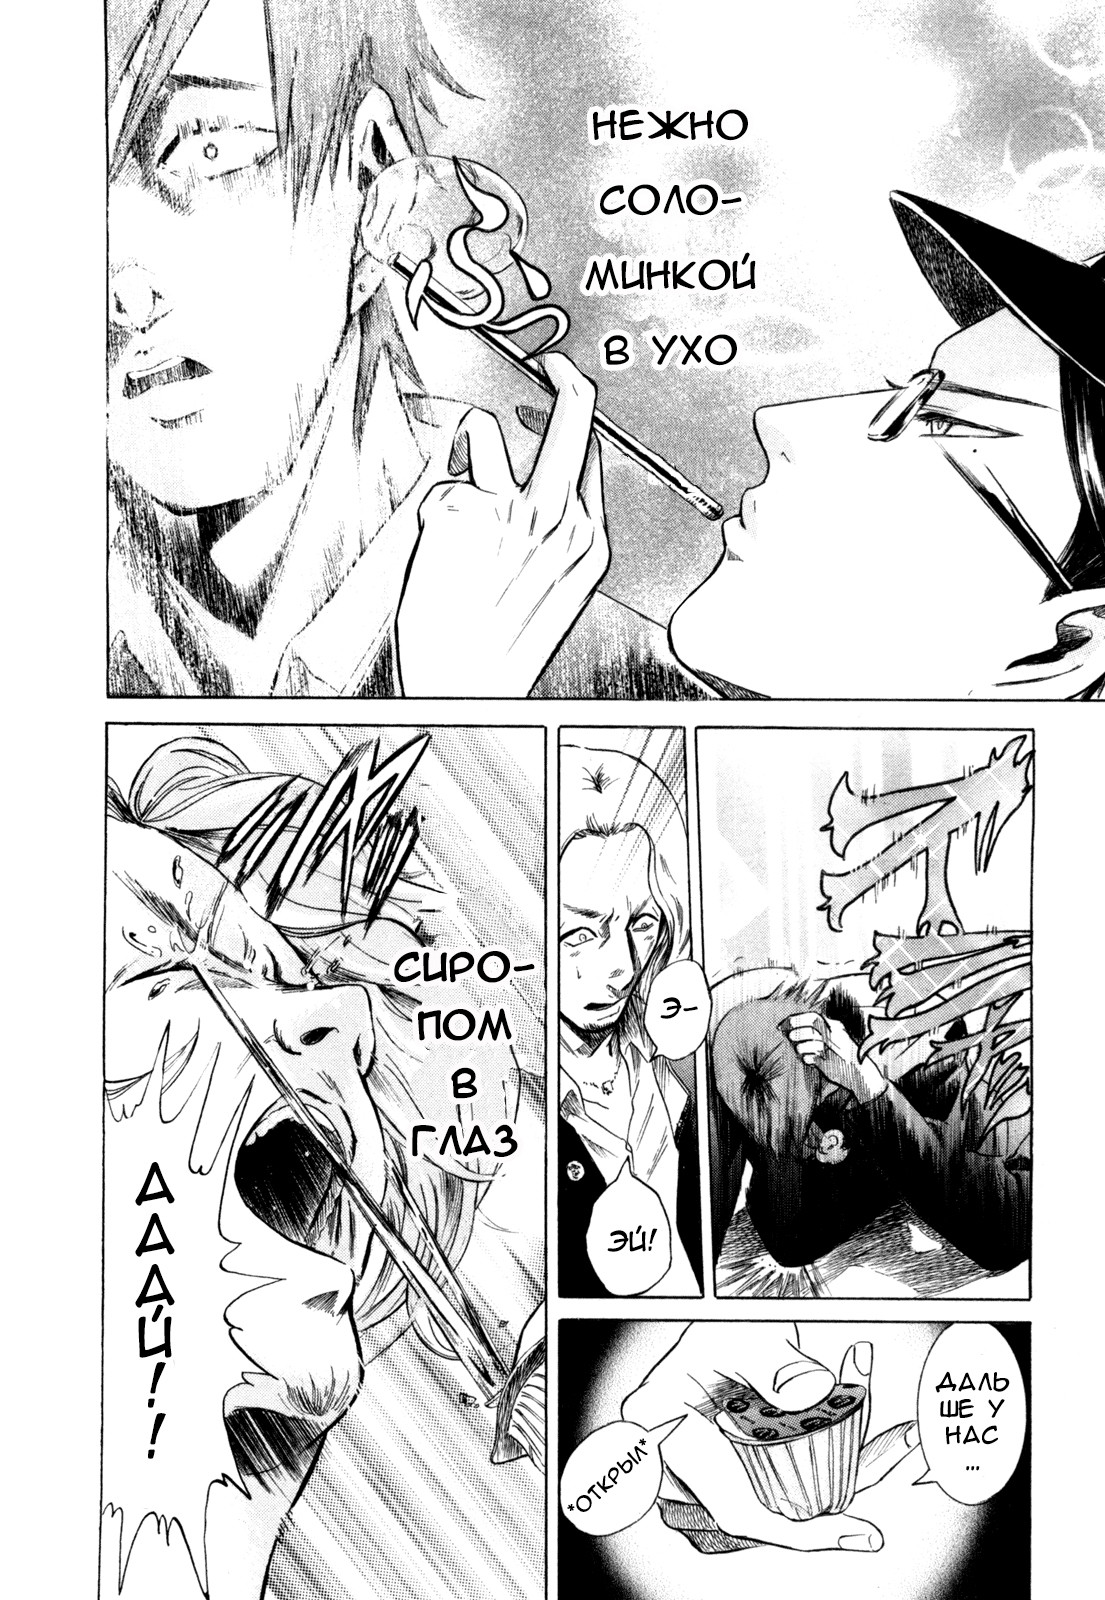 НЕЖНО
СОЛО-
МИНКОЙ
В УХО
Э-
ЭЙ!
ДАЛЬ
ШЕ У
НАС
...
*ОТКРЫЛ*
СИРО-
ПОМ
В
ГЛАЗ
АААЙ!!